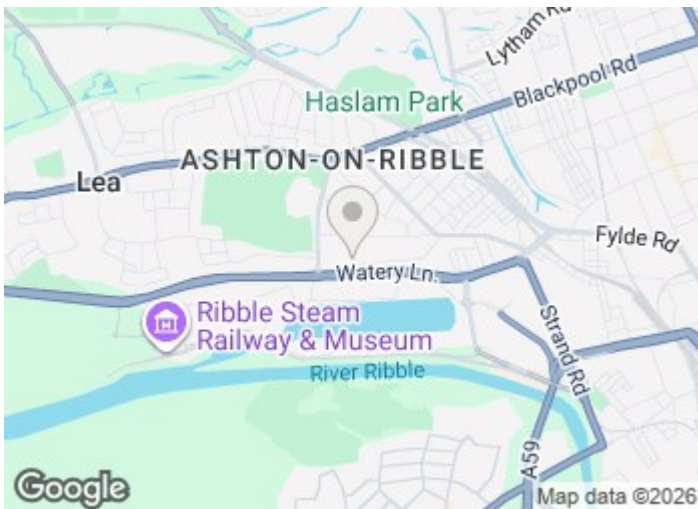 Lytham Rd
Blackpool Rd
Haslam Park
ASHTON-ON-RIBBLE
Lea
Fylde Rd
Watery Ln.
Ribble Steam
Railway & Museum
Strand Rd
River Ribble
A59
Google
Map data ©2026